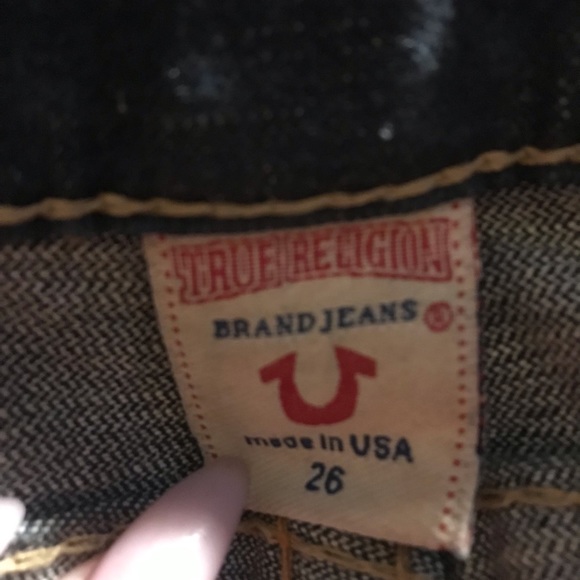 TRUE RELIGION
BRAND JEANS ®
made in USA
26